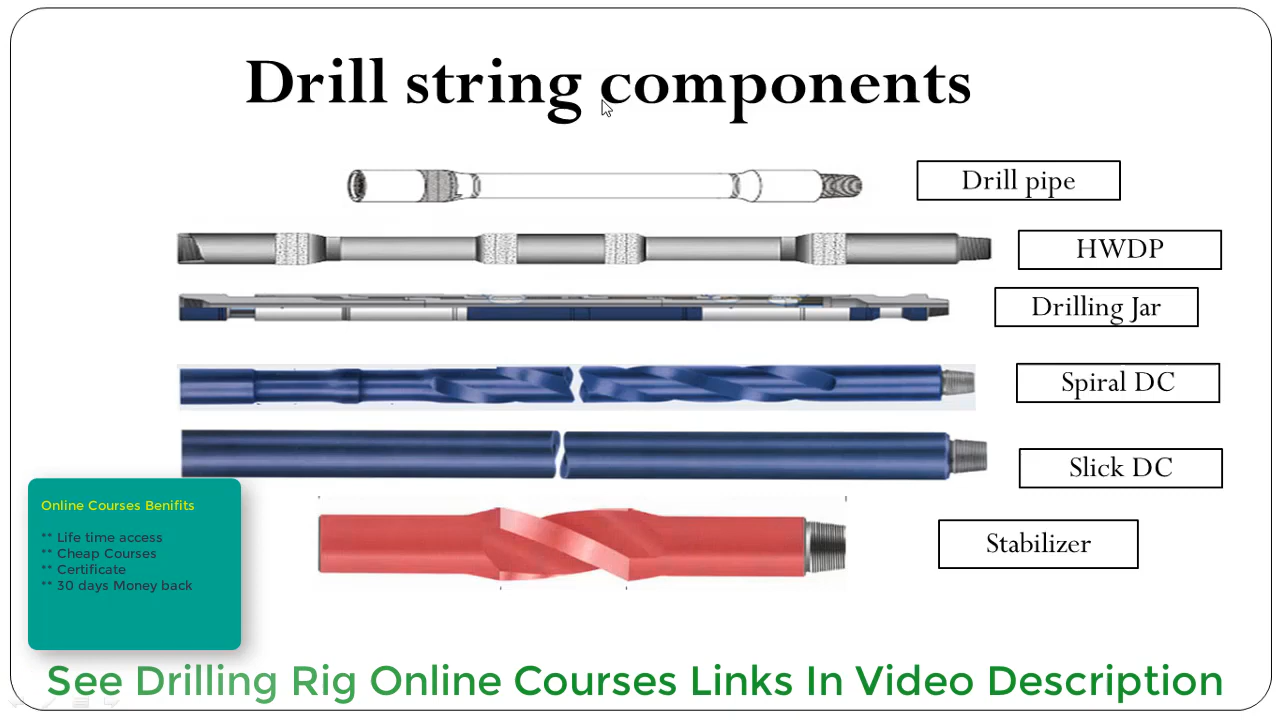 Drill string components
Drill pipe
HWDP
Drilling Jar
Spiral DC
Slick DC
Stabilizer
Online Courses Benifits
** Life time access
** Cheap Courses
** Certificate
** 30 days Money back
See Drilling Rig Online Courses Links In Video Description